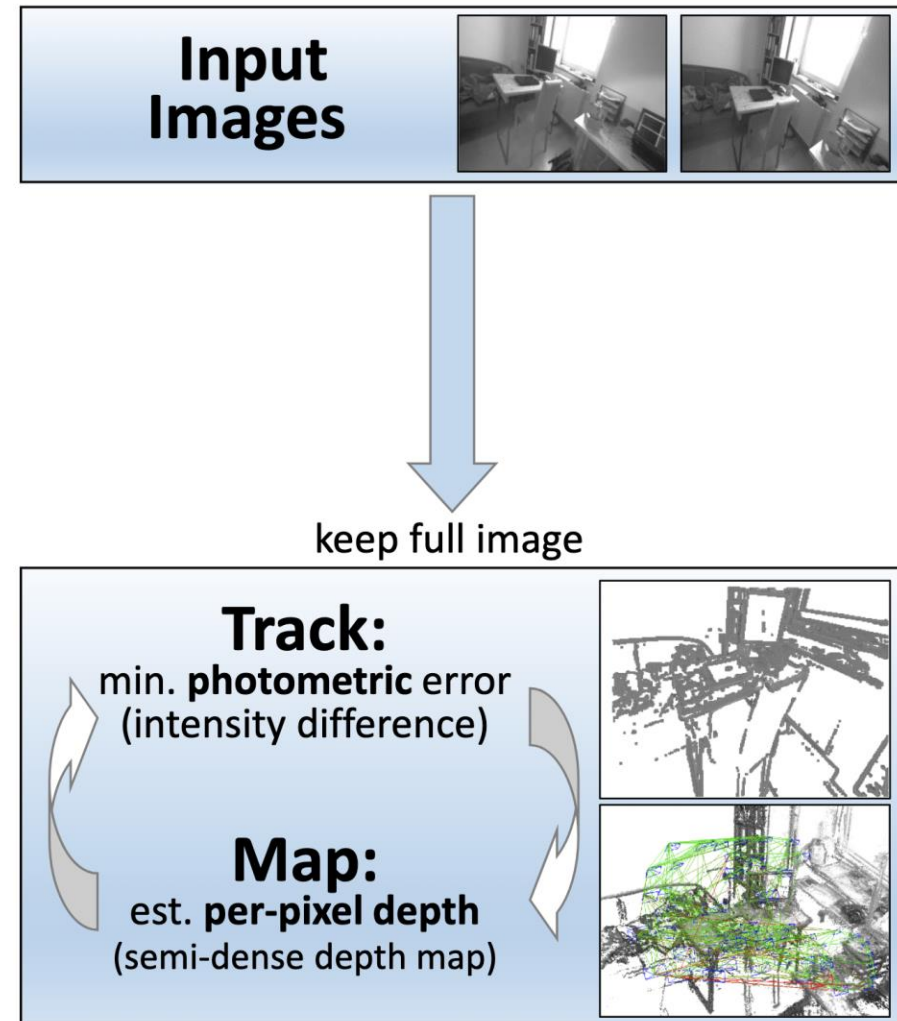 Input
Images
keep full image
Track:
min. photometric error
(intensity difference)
Map:
est. per-pixel depth
(semi-dense depth map)